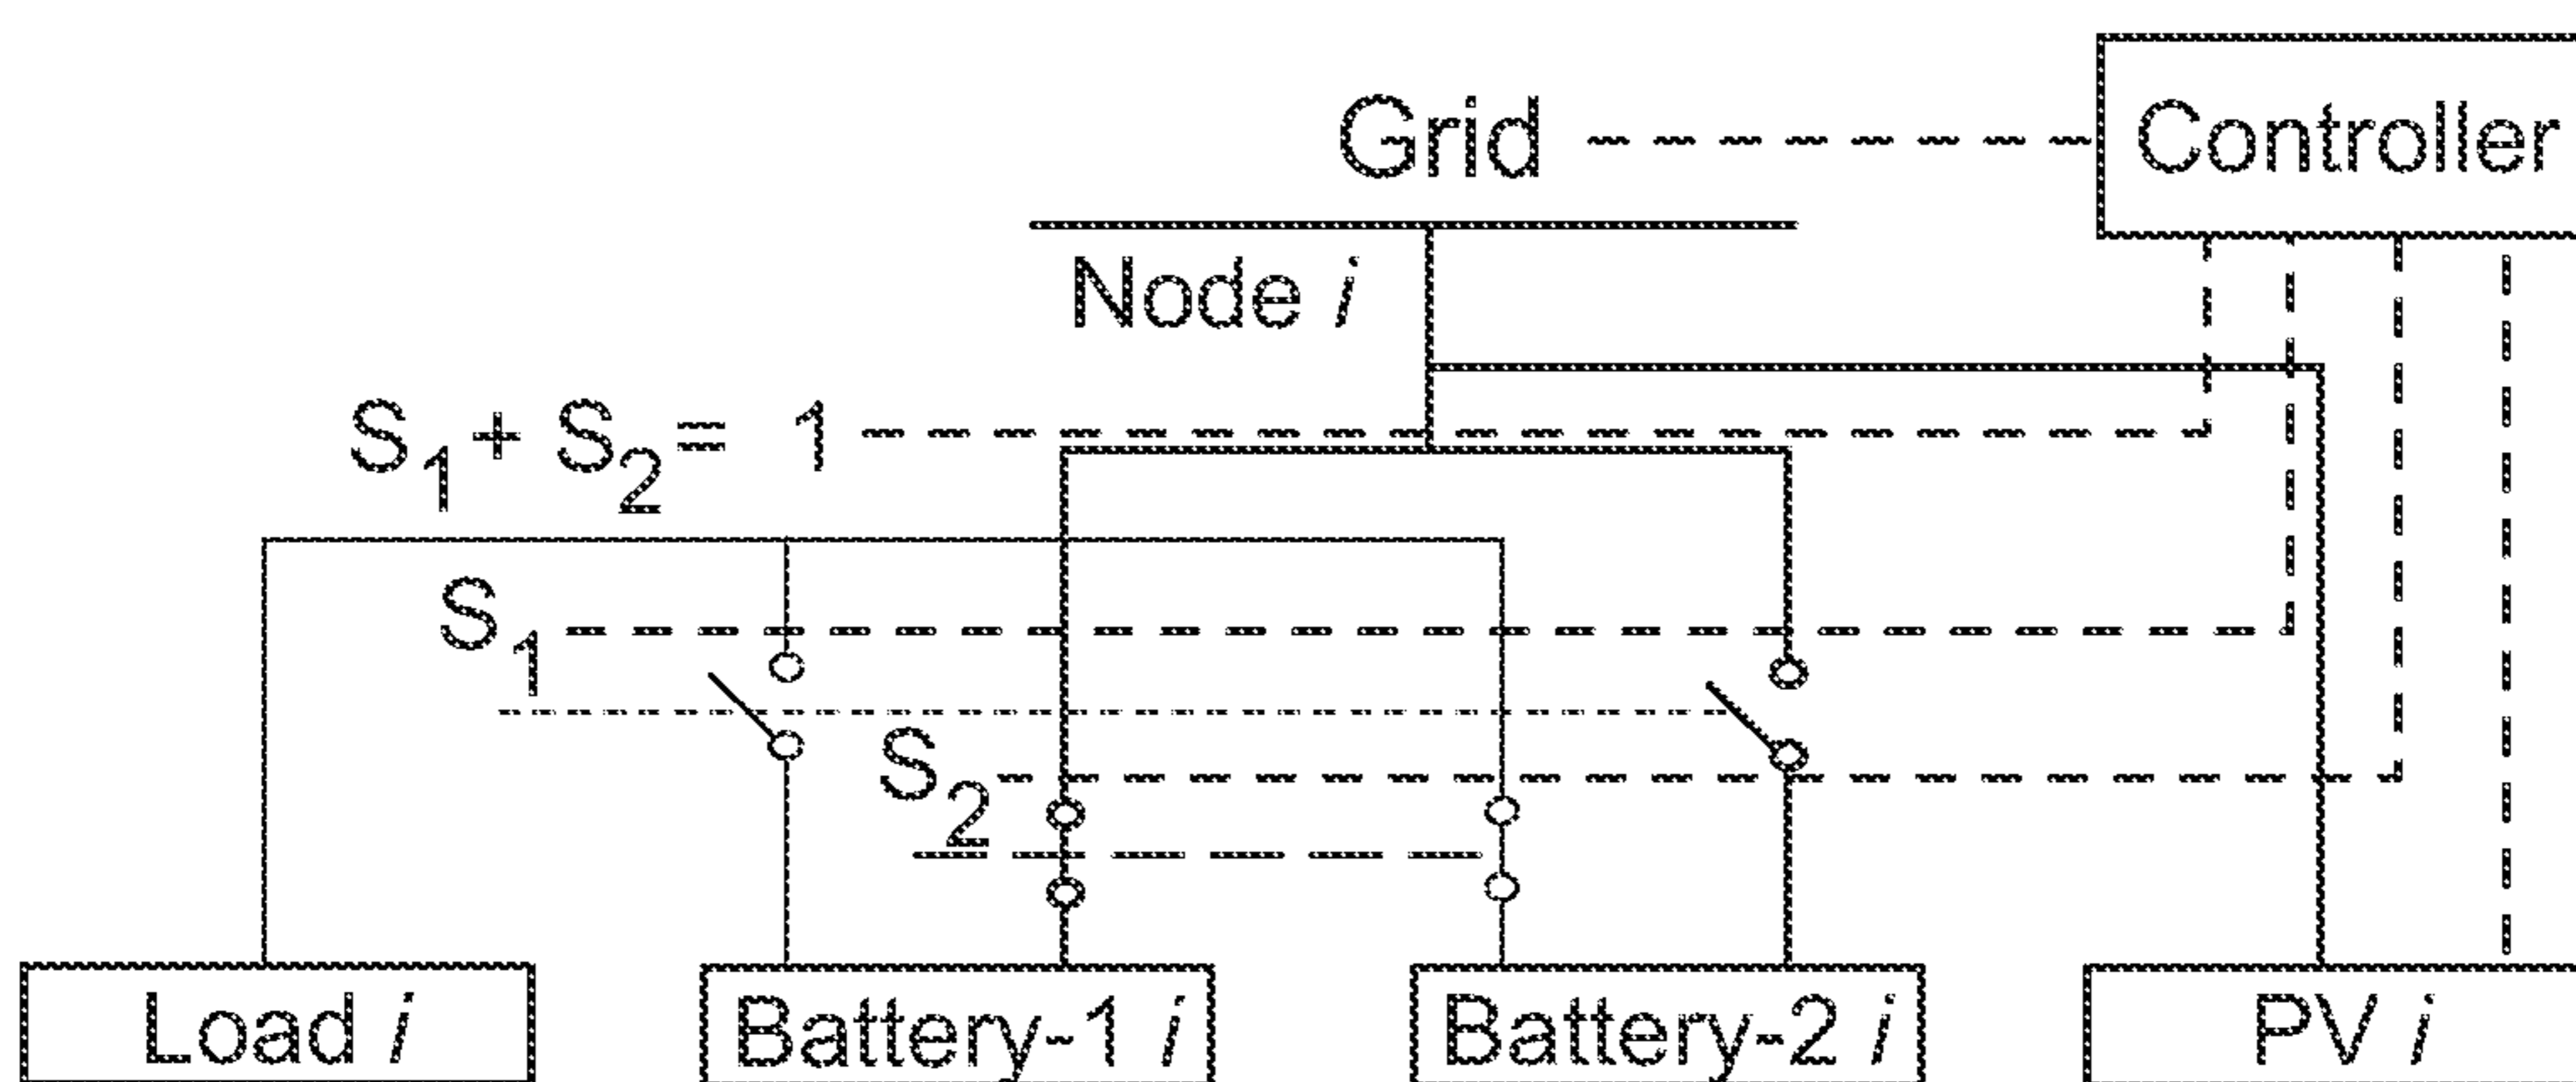 Grid
Controller
Node i
S1 + S2 = 1
S1
S2
Load i
Battery-1 i
Battery-2 i
PV i